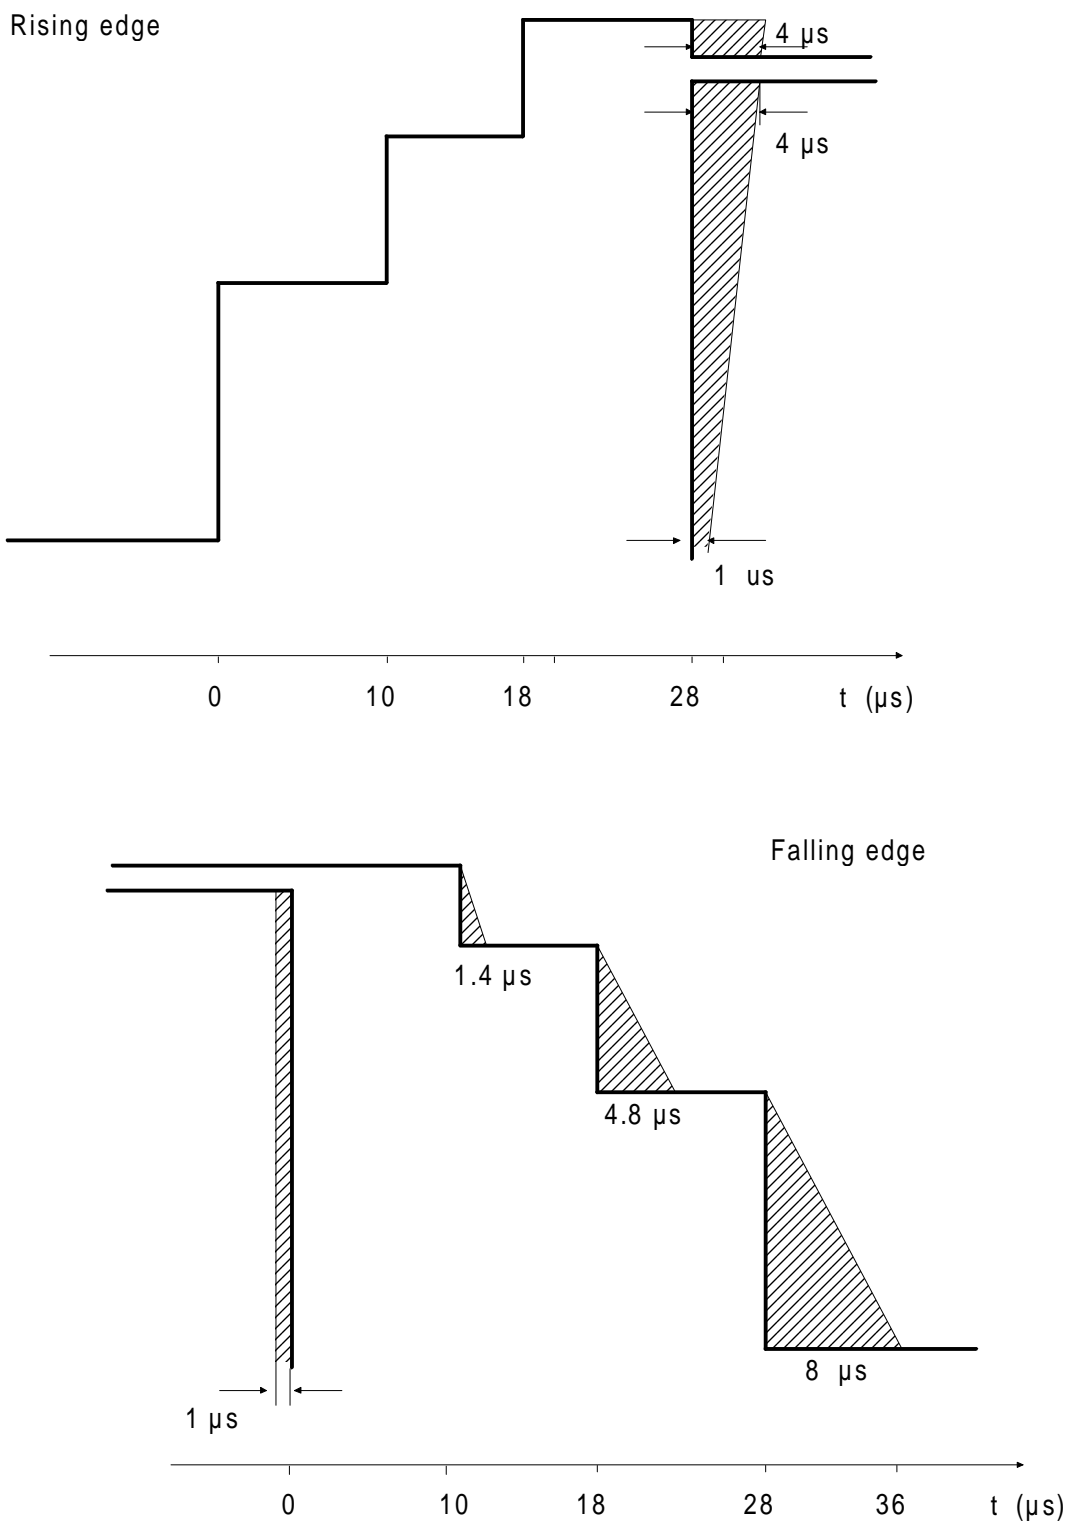 Rising edge
4 µs
4 µs
1 us
0 10 18 28 t (µs)
Falling edge
1.4 µs
4.8 µs
8 µs
1 µs
0 10 18 28 36 t (µs)